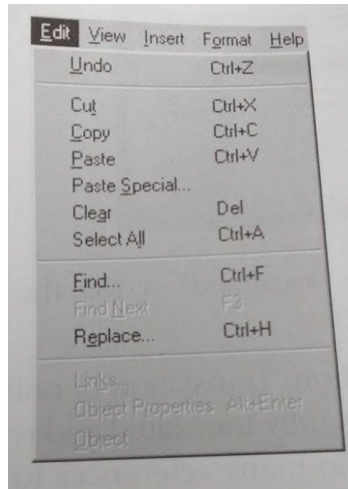 Edit View Insert Format Help
Undo Ctrl+Z
Cut Ctrl+X
Copy Ctrl+C
Paste Ctrl+V
Paste Special...
Clear Del
Select All Ctrl+A
Find... Ctrl+F
Find Next F3
Replace... Ctrl+H
Links...
Object Properties Alt+Enter
Object